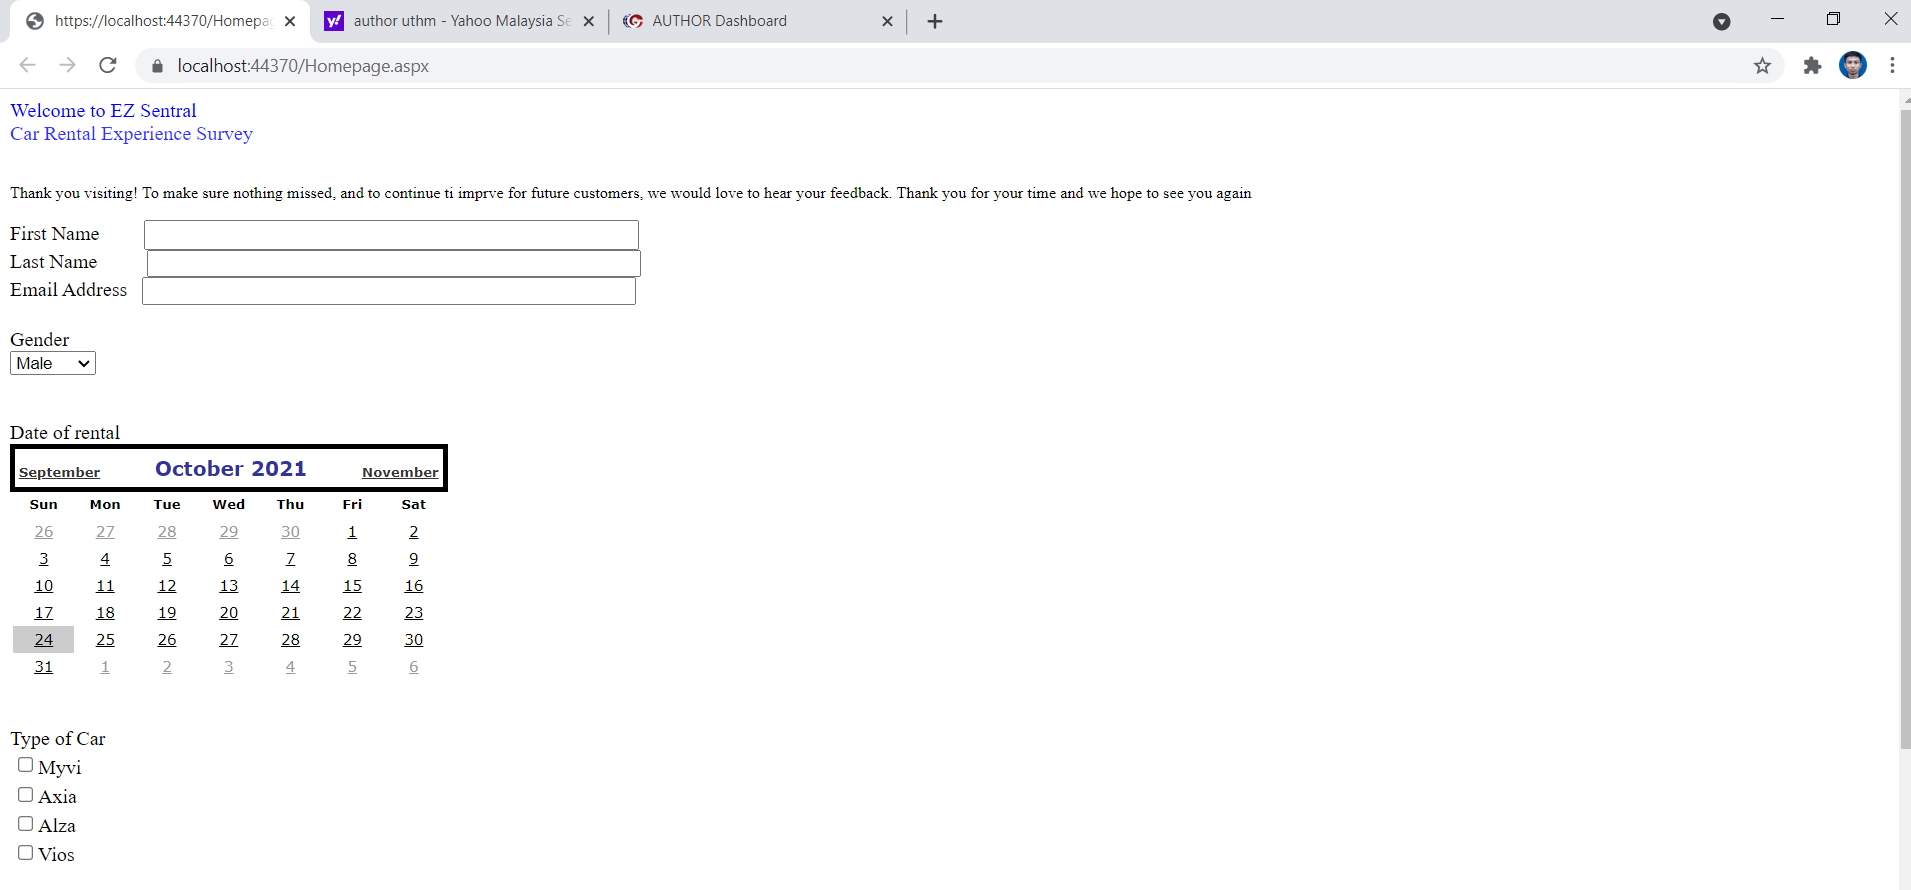 https://localhost:44370/Homepag
author uthm - Yahoo Malaysia Se
AUTHOR Dashboard
localhost:44370/Homepage.aspx
Welcome to EZ Sentral
Car Rental Experience Survey
Thank you visiting! To make sure nothing missed, and to continue ti imprve for future customers, we would love to hear your feedback. Thank you for your time and we hope to see you again
First Name
Last Name
Email Address
Gender
Male
Date of rental
September October 2021 November
Sun Mon Tue Wed Thu Fri Sat
26 27 28 29 30 1 2
3 4 5 6 7 8 9
10 11 12 13 14 15 16
17 18 19 20 21 22 23
24 25 26 27 28 29 30
31 1 2 3 4 5 6
Type of Car
Myvi
Axia
Alza
Vios